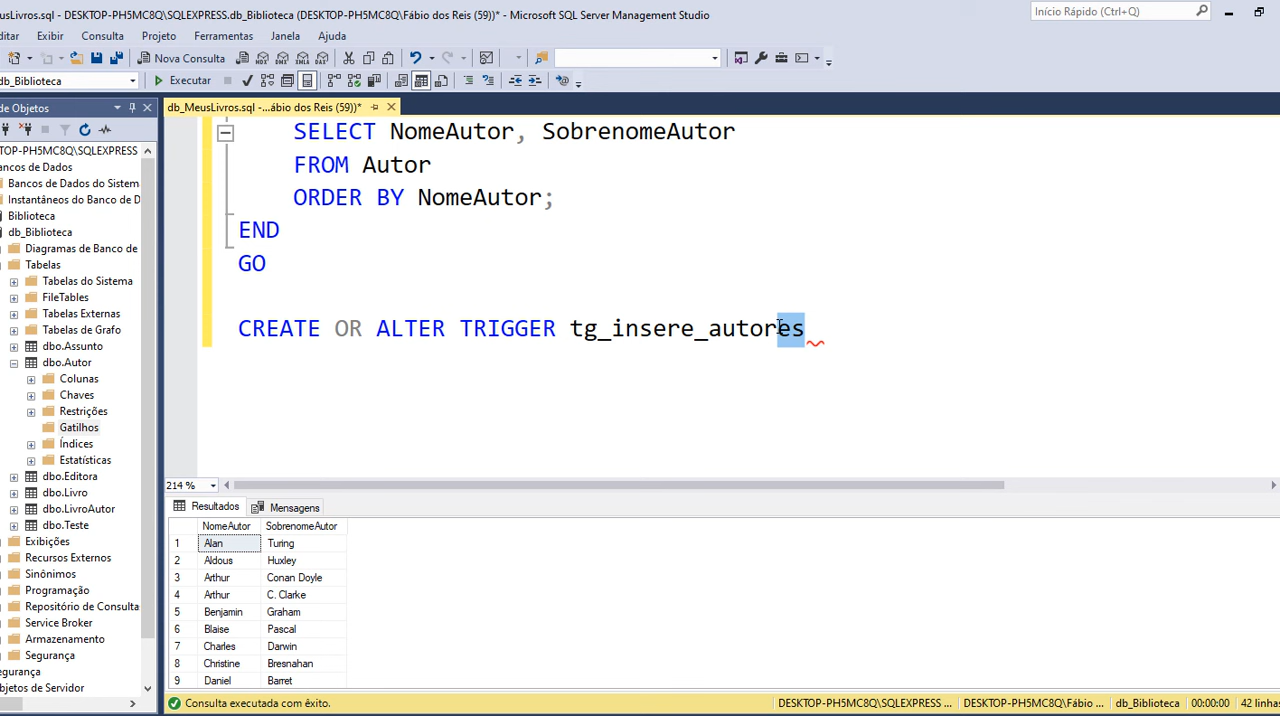 eusLivros.sql - DESKTOP-PH5MC8Q\SQLEXPRESS.db_Biblioteca (DESKTOP-PH5MC8Q\Fábio dos Reis (59))* - Microsoft SQL Server Management Studio
Início Rápido (Ctrl+Q)
ditar Exibir Consulta Projeto Ferramentas Janela Ajuda
Nova Consulta
db_Biblioteca
Executar
de Objetos
db_MeusLivros.sql -...ábio dos Reis (59))*
TOP-PH5MC8Q\SQLEXPRESS
ancos de Dados
Bancos de Dados do Sistem
Instantâneos do Banco de D
Biblioteca
db_Biblioteca
Diagramas de Banco de
Tabelas
Tabelas do Sistema
FileTables
Tabelas Externas
Tabelas de Grafo
dbo.Assunto
dbo.Autor
Colunas
Chaves
Restrições
Gatilhos
Índices
Estatísticas
dbo.Editora
dbo.Livro
dbo.LivroAutor
dbo.Teste
Exibições
Recursos Externos
Sinônimos
Programação
Repositório de Consulta
Service Broker
Armazenamento
Segurança
egurança
bjetos de Servidor
SELECT NomeAutor, SobrenomeAutor
FROM Autor
ORDER BY NomeAutor;
END
GO
CREATE OR ALTER TRIGGER tg_insere_autores
214 %
Resultados Mensagens
NomeAutor SobrenomeAutor
1 Alan Turing
2 Aldous Huxley
3 Arthur Conan Doyle
4 Arthur C. Clarke
5 Benjamin Graham
6 Blaise Pascal
7 Charles Darwin
8 Christine Bresnahan
9 Daniel Barret
Consulta executada com êxito.
DESKTOP-PH5MC8Q\SQLEXPRESS ... DESKTOP-PH5MC8Q\Fábio ... db_Biblioteca 00:00:00 42 linha